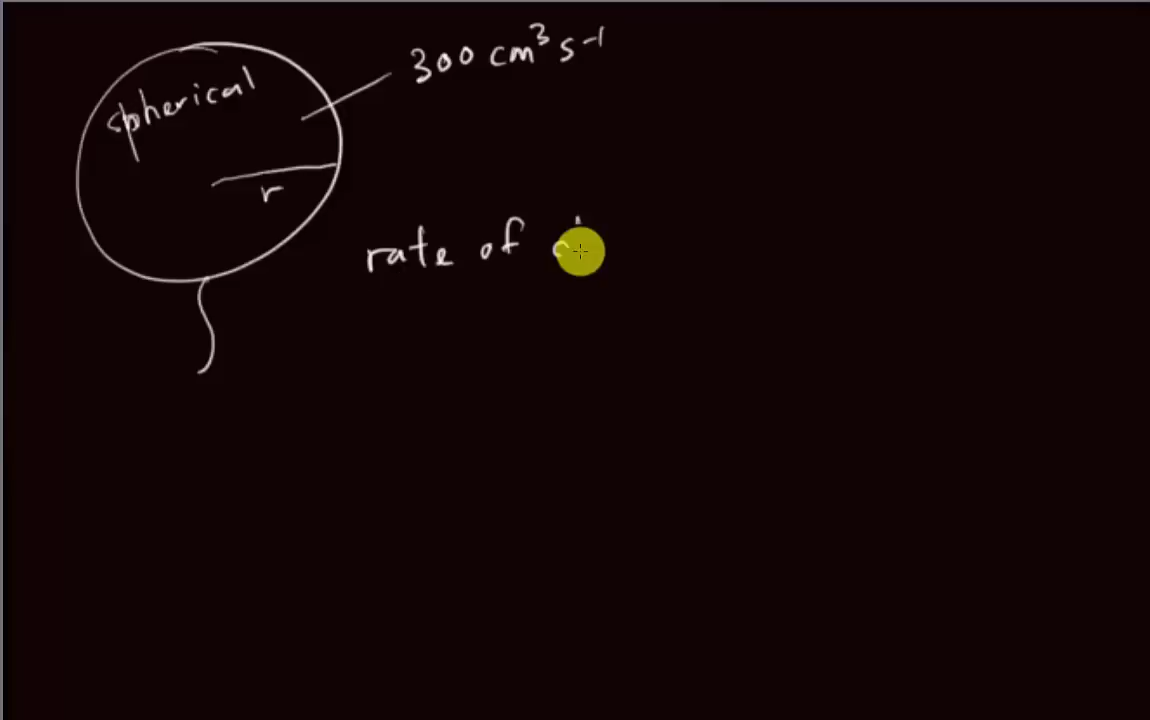 300 cm³ s⁻¹
spherical
r
rate of